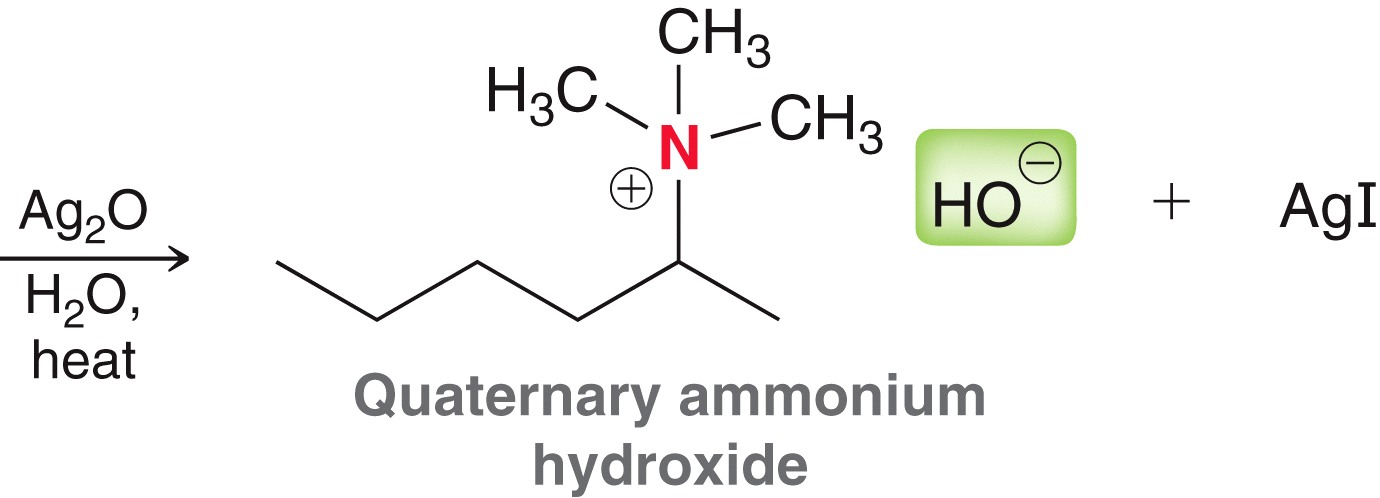 CH₃
H₃C
CH₃
N
⊕
Ag₂O
H₂O,
heat
HO⊖
+
AgI
Quaternary ammonium
hydroxide